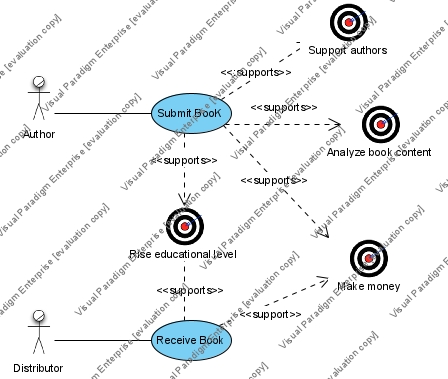 Support authors
<<supports>>
Submit BooK
<<supports>>
Author
Analyze book content
<<supports>>
<<supports>>
Rise educational level
Make money
<<supports>>
<<support>>
Receive Book
Distributor
Visual Paradigm Enterprise [evaluation copy]